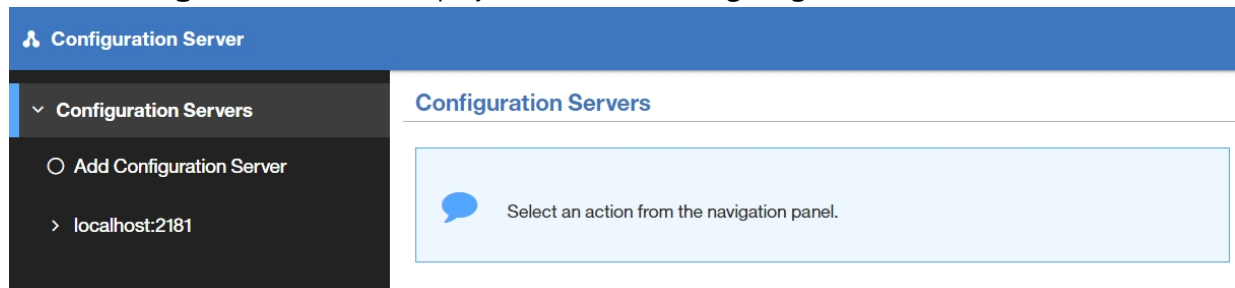 Configuration Server
Configuration Servers
Add Configuration Server
localhost:2181
Configuration Servers
Select an action from the navigation panel.